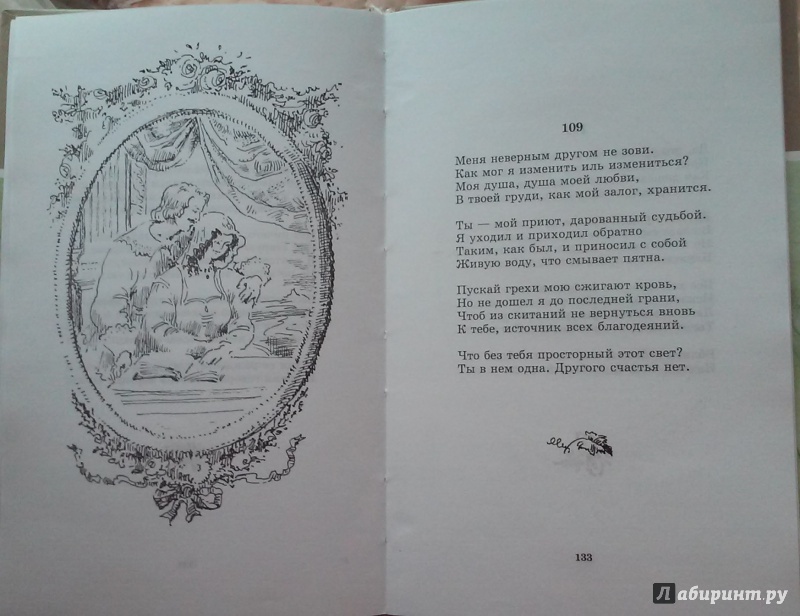 109
Меня неверным другом не зови.
Как мог я изменить иль измениться?
Моя душа, душа моей любви,
В твоей груди, как мой залог, хранится.
Ты — мой приют, дарованный судьбой.
Я уходил и приходил обратно
Таким, как был, и приносил с собой
Живую воду, что смывает пятна.
Пускай грехи мою сжигают кровь,
Но не дошел я до последней грани,
Чтоб из скитаний не вернуться вновь
К тебе, источник всех благодеяний.
Что без тебя просторный этот свет?
Ты в нем одна. Другого счастья нет.
133
Лабиринт.ру